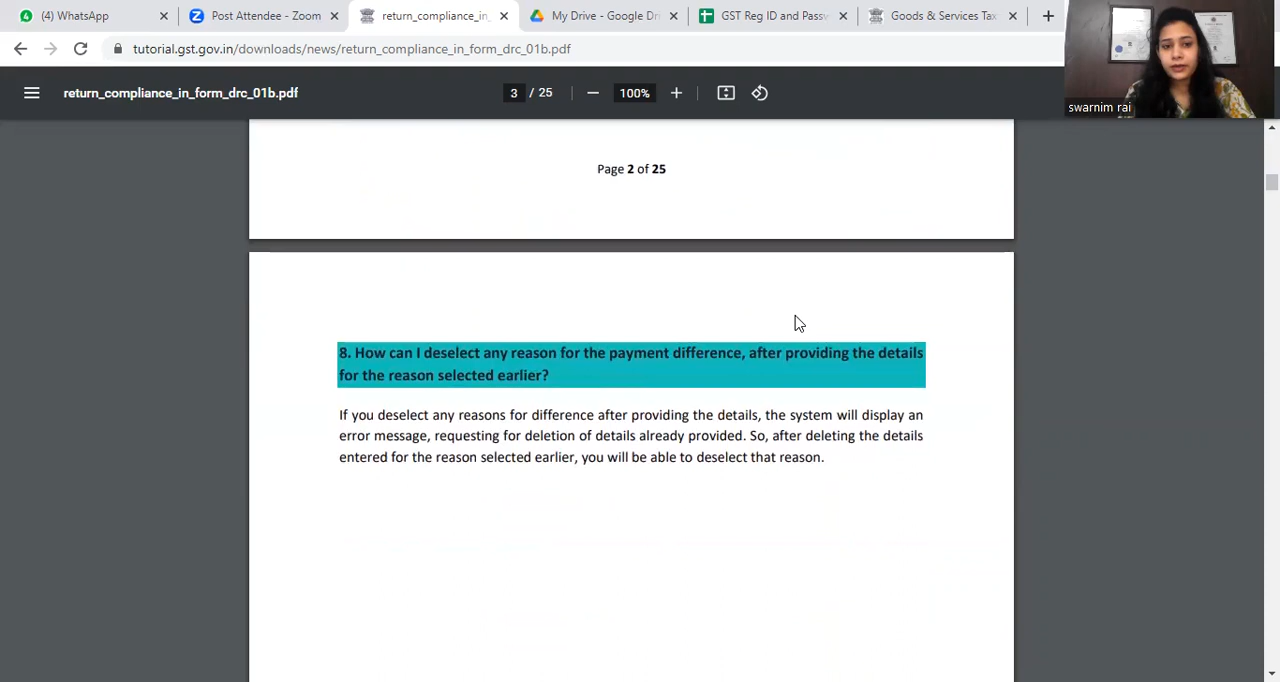 (4) WhatsApp
Post Attendee - Zoom
return_compliance_in_
My Drive - Google Dri
GST Reg ID and Passw
Goods & Services Tax
tutorial.gst.gov.in/downloads/news/return_compliance_in_form_drc_01b.pdf
return_compliance_in_form_drc_01b.pdf
3 / 25
100%
swarnim rai
Page 2 of 25
8. How can I deselect any reason for the payment difference, after providing the details
for the reason selected earlier?
If you deselect any reasons for difference after providing the details, the system will display an
error message, requesting for deletion of details already provided. So, after deleting the details
entered for the reason selected earlier, you will be able to deselect that reason.